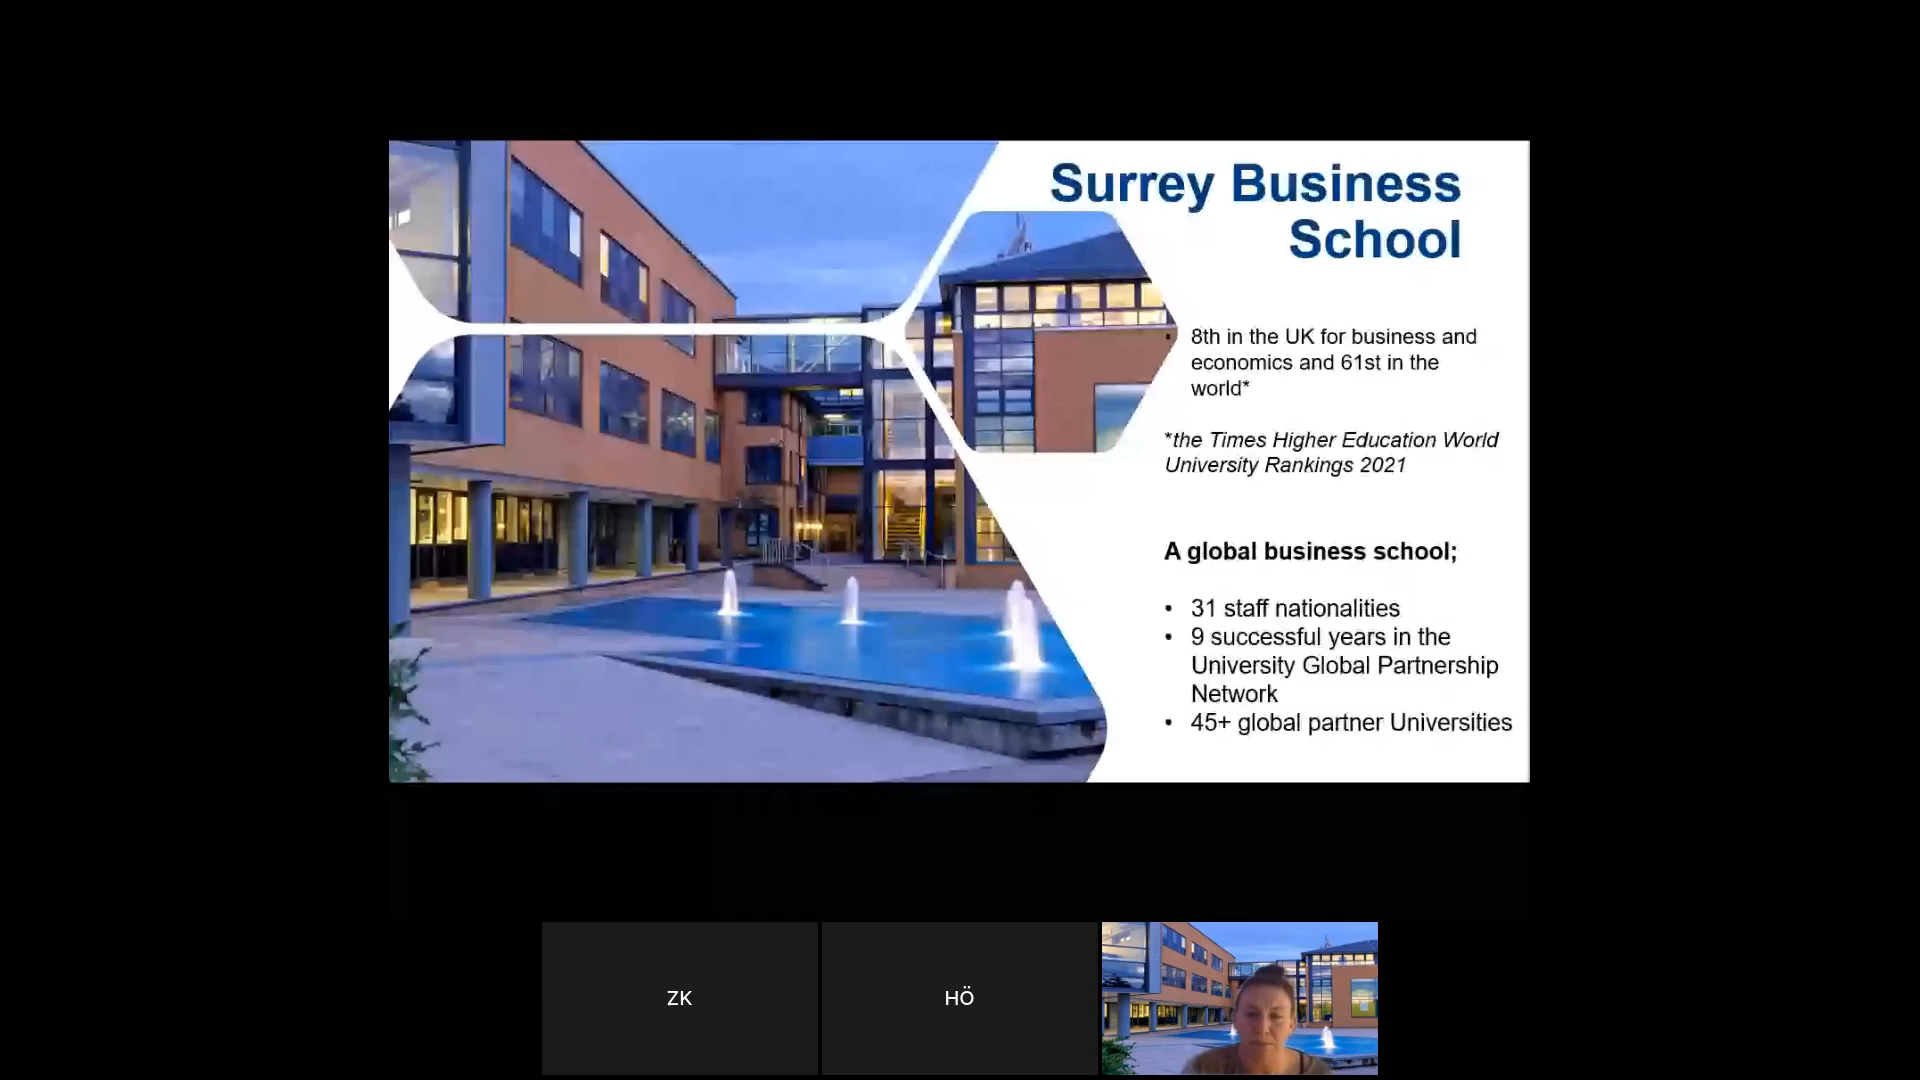 Surrey Business
School
• 8th in the UK for business and
economics and 61st in the
world*
*the Times Higher Education World
University Rankings 2021
A global business school;
• 31 staff nationalities
• 9 successful years in the
University Global Partnership
Network
• 45+ global partner Universities
ZK
HÖ